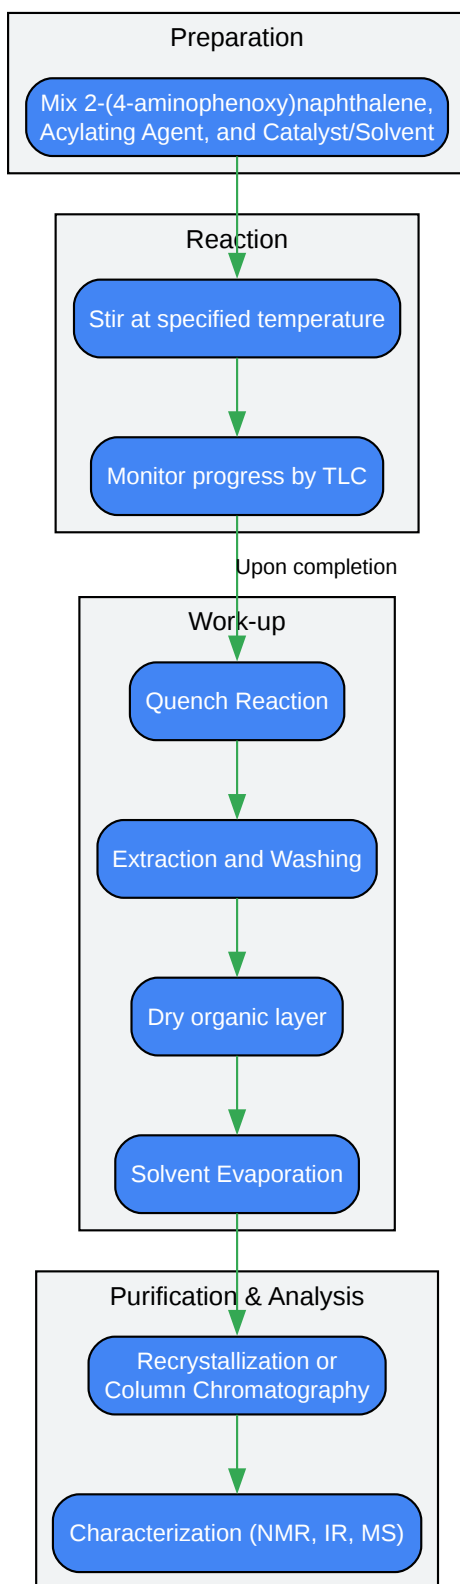 Preparation
Mix 2-(4-aminophenoxy)naphthalene,
Acylating Agent, and Catalyst/Solvent
Reaction
Stir at specified temperature
Monitor progress by TLC
Upon completion
Work-up
Quench Reaction
Extraction and Washing
Dry organic layer
Solvent Evaporation
Purification & Analysis
Recrystallization or
Column Chromatography
Characterization (NMR, IR, MS)